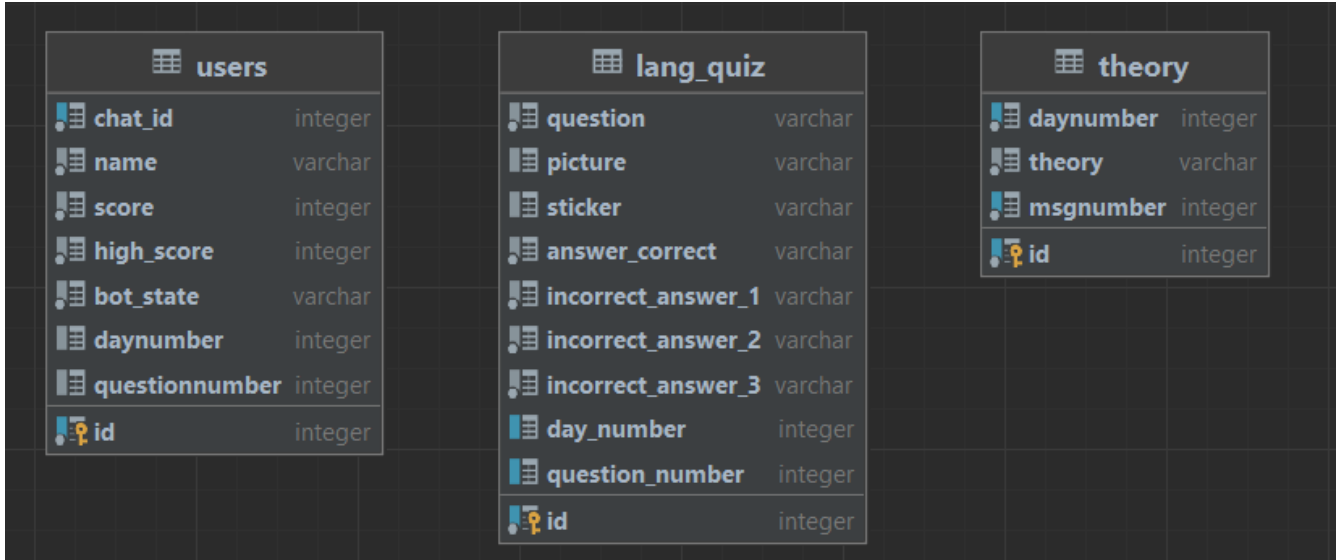 users
chat_id integer
name varchar
score integer
high_score integer
bot_state varchar
daynumber integer
questionnumber integer
id integer
lang_quiz
question varchar
picture varchar
sticker varchar
answer_correct varchar
incorrect_answer_1 varchar
incorrect_answer_2 varchar
incorrect_answer_3 varchar
day_number integer
question_number integer
id integer
theory
daynumber integer
theory varchar
msgnumber integer
id integer